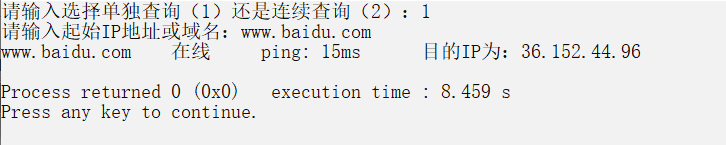 请输入选择单独查询（1）还是连续查询（2）：1
请输入起始IP地址或域名：www.baidu.com
www.baidu.com    在线     ping: 15ms      目的IP为：36.152.44.96
Process returned 0 (0x0)   execution time : 8.459 s
Press any key to continue.